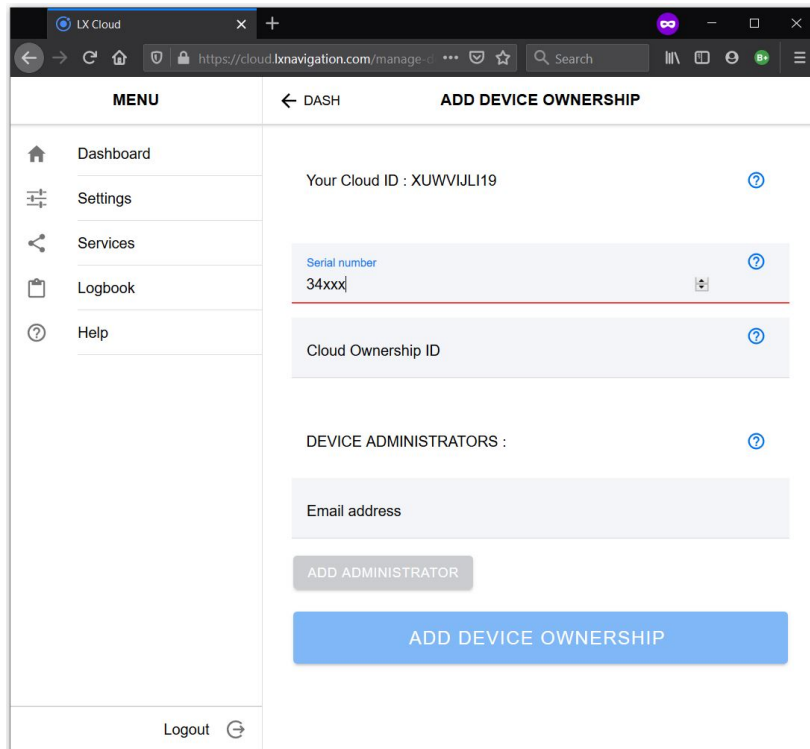 LX Cloud
https://cloud.lxnavigation.com/manage-d
Search
MENU
DASH
ADD DEVICE OWNERSHIP
Dashboard
Settings
Services
Logbook
Help
Your Cloud ID : XUWVIJLI19
Serial number
34xxx
Cloud Ownership ID
DEVICE ADMINISTRATORS :
Email address
ADD ADMINISTRATOR
ADD DEVICE OWNERSHIP
Logout